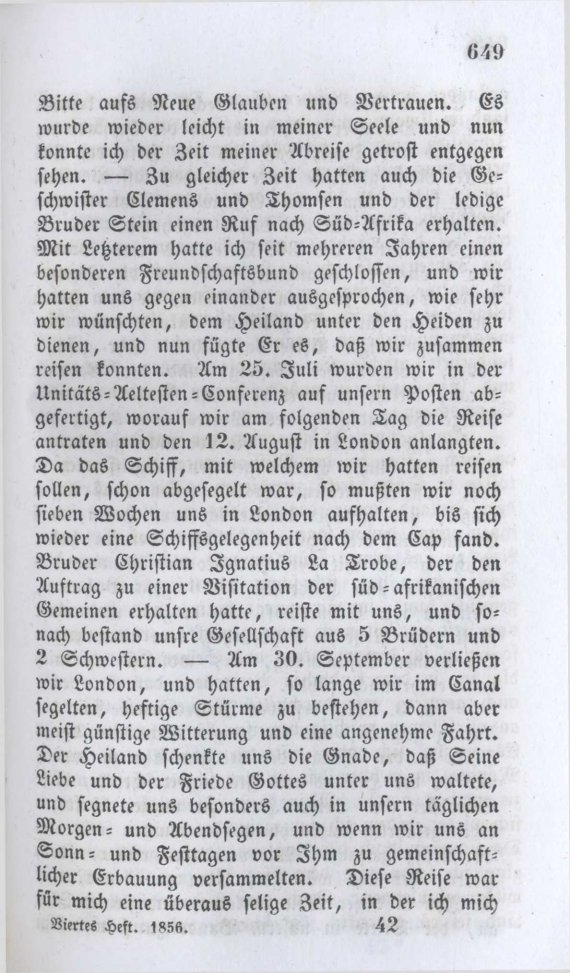 649
Bitte aufs Neue Glauben und Vertrauen. Es
wurde wieder leicht in meiner Seele und nun
konnte ich der Zeit meiner Abreise getrost entgegen
sehen. — Zu gleicher Zeit hatten auch die Ge-
schwister Clemens und Thomsen und der ledige
Bruder Stein einen Ruf nach Süd-Afrika erhalten.
Mit Letzterem hatte ich seit mehreren Jahren einen
besonderen Freundschaftsbund geschlossen, und wir
hatten uns gegen einander ausgesprochen, wie sehr
wir wünschten, dem Heiland unter den Heiden zu
dienen, und nun fügte Er es, daß wir zusammen
reisen konnten. Am 25. Juli wurden wir in der
Unitäts-Aeltesten-Conferenz auf unsern Posten ab-
gefertigt, worauf wir am folgenden Tag die Reise
antraten und den 12. August in London anlangten.
Da das Schiff, mit welchem wir hatten reisen
sollen, schon abgesegelt war, so mußten wir noch
sieben Wochen uns in London aufhalten, bis sich
wieder eine Schiffsgelegenheit nach dem Cap fand.
Bruder Christian Ignatius La Trobe, der den
Auftrag zu einer Visitation der süd-afrikanischen
Gemeinen erhalten hatte, reiste mit uns, und so-
nach bestand unsre Gesellschaft aus 5 Brüdern und
2 Schwestern. — Am 30. September verließen
wir London, und hatten, so lange wir im Canal
segelten, heftige Stürme zu bestehen, dann aber
meist günstige Witterung und eine angenehme Fahrt.
Der Heiland schenkte uns die Gnade, daß Seine
Liebe und der Friede Gottes unter uns waltete,
und segnete uns besonders auch in unsern täglichen
Morgen- und Abendsegen, und wenn wir uns an
Sonn- und Festtagen vor Ihm zu gemeinschaft-
licher Erbauung versammelten. Diese Reise war
für mich eine überaus selige Zeit, in der ich mich
Viertes Heft. 1856. 42